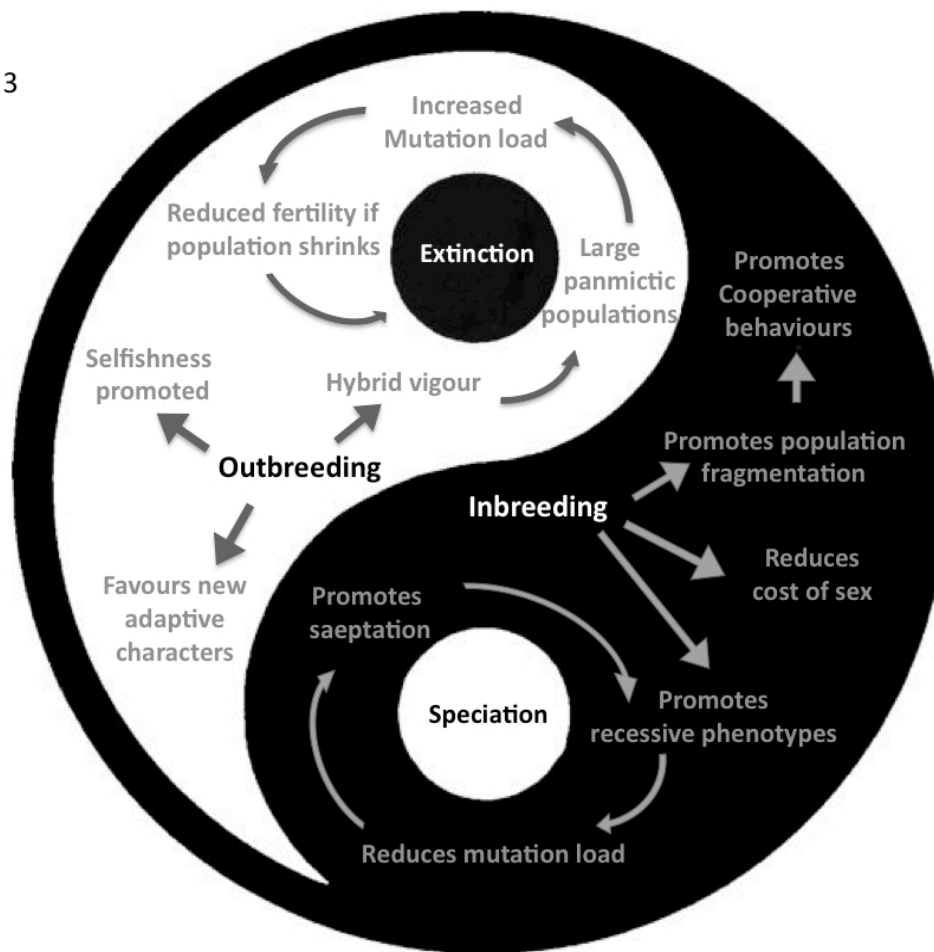 3
Increased
Mutation load
Reduced fertility if
population shrinks
Extinction
Large
panmictic
populations
Selfishness
promoted
Hybrid vigour
Outbreeding
Favours new
adaptive
characters
Promotes
Cooperative
behaviours
Promotes population
fragmentation
Inbreeding
Reduces
cost of sex
Promotes
saeptation
Speciation
Promotes
recessive phenotypes
Reduces mutation load